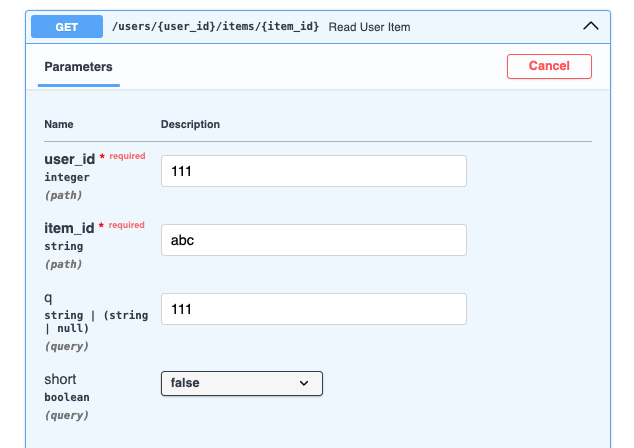 GET /users/{user_id}/items/{item_id} Read User Item
Parameters Cancel
Name Description
user_id * required
integer
(path)
111
item_id * required
string
(path)
abc
q
string | (string
| null)
(query)
111
short
boolean
(query)
false